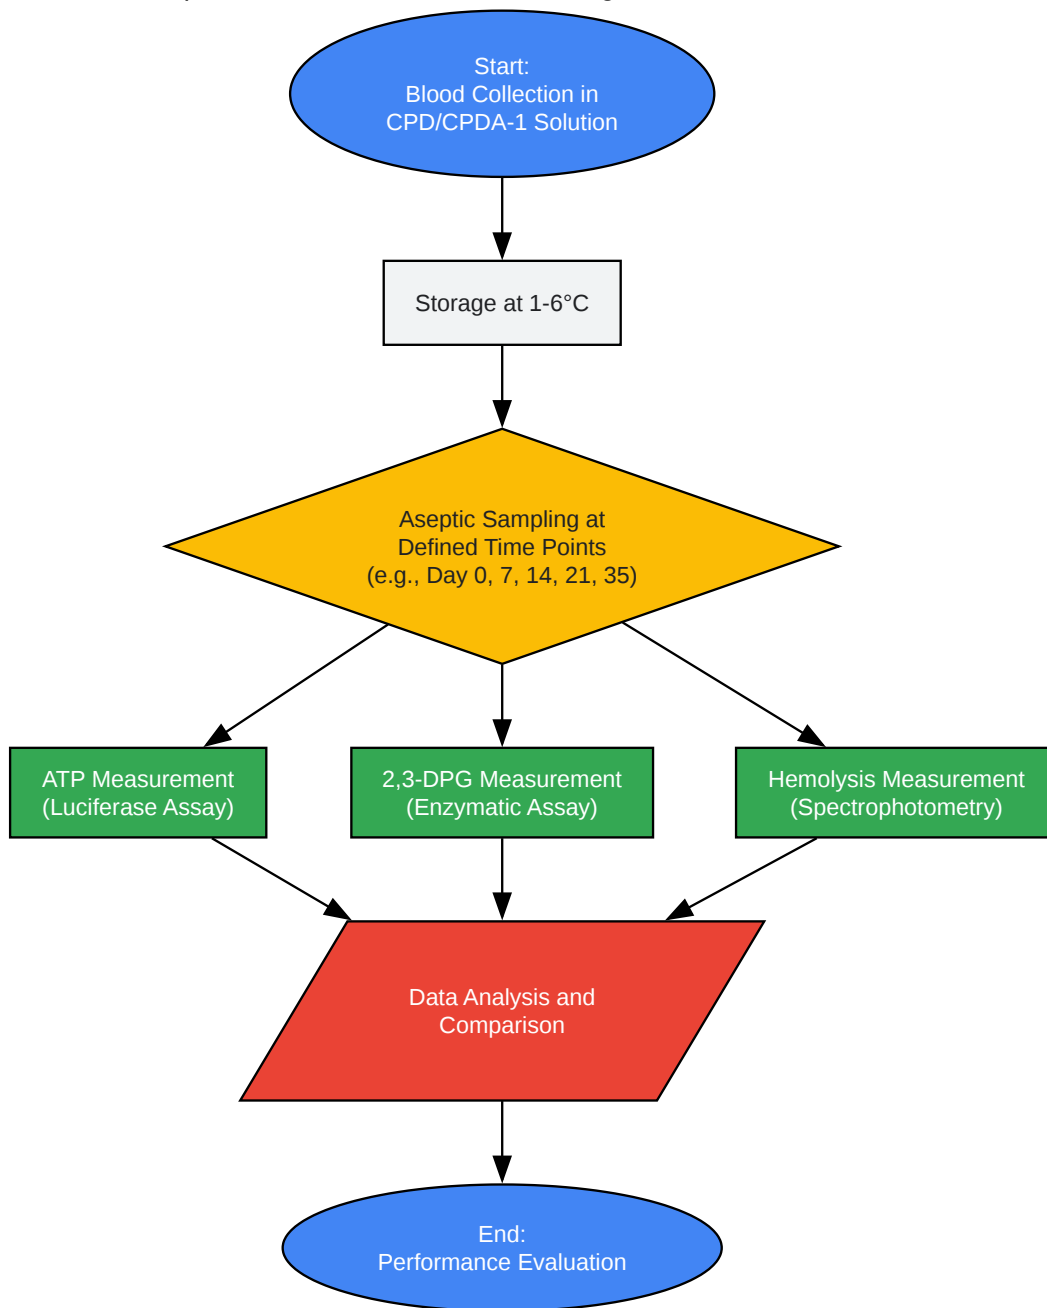 Start:
Blood Collection in
CPD/CPDA-1 Solution
Storage at 1-6°C
Aseptic Sampling at
Defined Time Points
(e.g., Day 0, 7, 14, 21, 35)
ATP Measurement
(Luciferase Assay)
2,3-DPG Measurement
(Enzymatic Assay)
Hemolysis Measurement
(Spectrophotometry)
Data Analysis and
Comparison
End:
Performance Evaluation